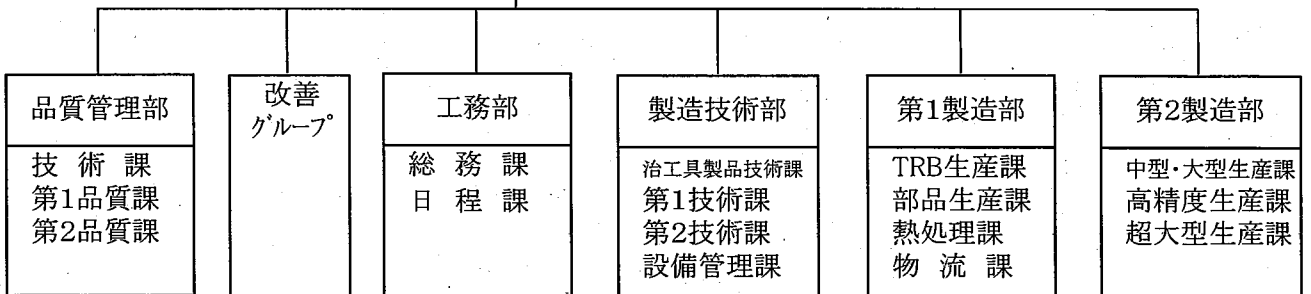 品質管理部
技術課
第1品質課
第2品質課
改善
グループ
工務部
総務課
日程課
製造技術部
治工具製品技術課
第1技術課
第2技術課
設備管理課
第1製造部
TRB生産課
部品生産課
熱処理課
物流課
第2製造部
中型・大型生産課
高精度生産課
超大型生産課